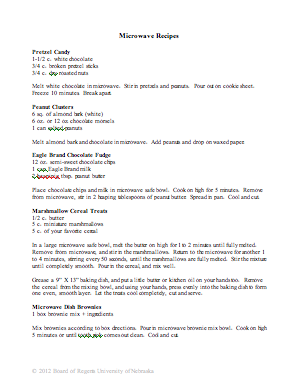 Microwave Recipes
Pretzel Candy
1-1/2 c. white chocolate
3/4 c. broken pretzel sticks
3/4 c. dry roasted nuts
Melt white chocolate in microwave. Stir in pretzels and peanuts. Pour out on cookie sheet.
Freeze 10 minutes. Break apart.
Peanut Clusters
6 sq. of almond bark (white)
6 oz. or 12 oz chocolate morsels
1 can peanuts
Melt almond bark and chocolate in microwave. Add peanuts and drop on waxed paper
Eagle Brand Chocolate Fudge
12 oz. semi-sweet chocolate chips
1 can Eagle Brand milk
2 tbsp. peanut butter
Place chocolate chips and milk in microwave safe bowl. Cook on high for 3 minutes. Remove
from microwave, stir in 2 heaping tablespoons of peanut butter. Spread in pan. Cool and cut
Marshmallow Cereal Treats
1/2 c. butter
5 c. miniature marshmallows
5 c. of your favorite cereal
In a large microwave safe bowl, melt the butter on high for 1 to 2 minutes until fully melted.
Remove from microwave, and stir in the marshmallows. Return to the microwave for another 1
to 4 minutes, stirring every 50 seconds, until the marshmallows are fully melted. Stir the mixture
until completely smooth. Pour in the cereal, and mix well.
Grease a 9" X 13" baking dish, and put a little butter or kitchen oil on your hands too. Remove
the cereal from the mixing bowl, and using your hands, press evenly into the baking dish to form
one even, smooth layer. Let the treats cool completely, cut and serve.
Microwave Dish Brownies
1 box brownie mix + ingredients
Mix brownies according to box directions. Pour in microwave brownie mix bowl. Cook on high
5 minutes or until comes out clean. Cool and cut.
© 2012 Board of Regents University of Nebraska